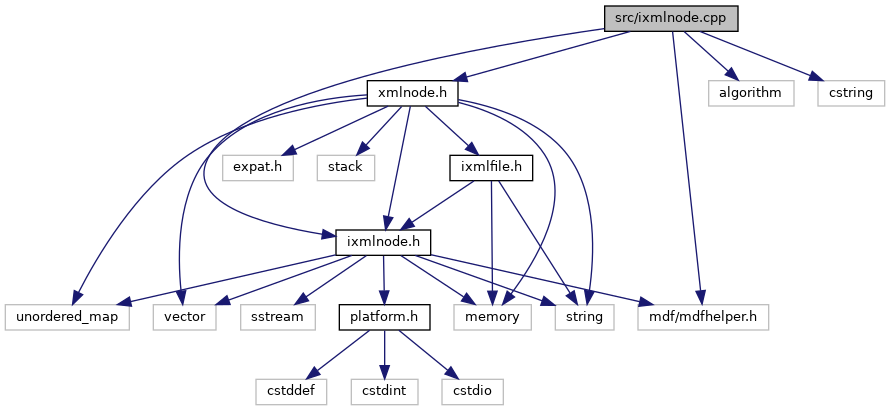 src/ixmlnode.cpp
xmlnode.h
algorithm
cstring
expat.h
stack
ixmlfile.h
ixmlnode.h
unordered_map
vector
sstream
platform.h
memory
string
mdf/mdfhelper.h
cstddef
cstdint
cstdio